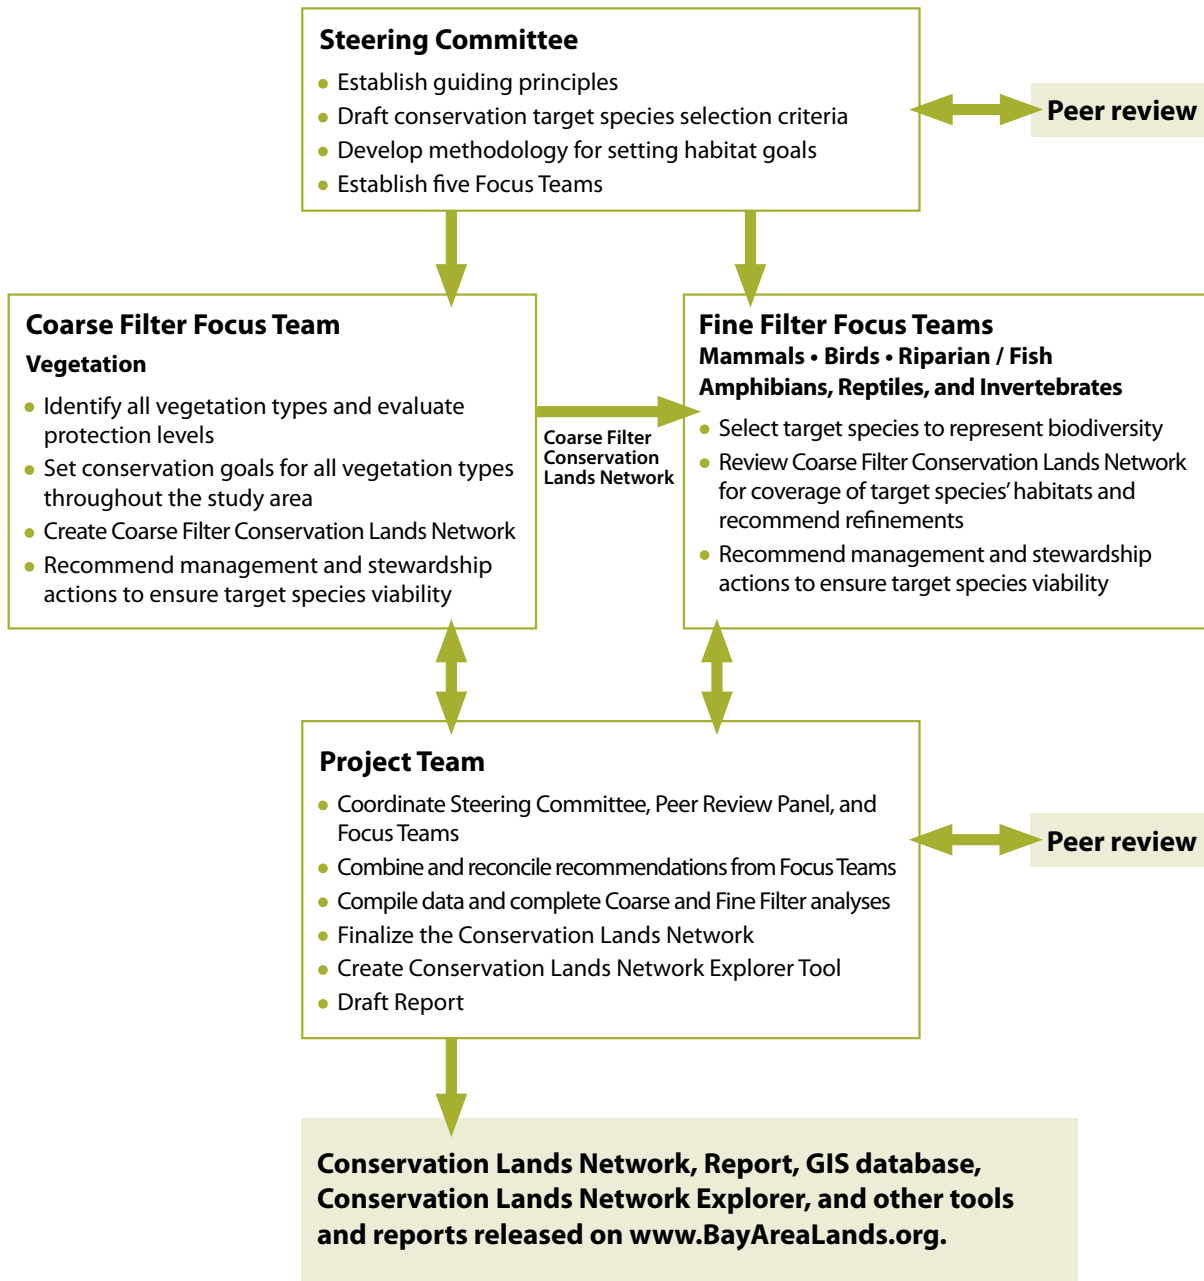 Steering Committee
• Establish guiding principles
• Draft conservation target species selection criteria
• Develop methodology for setting habitat goals
• Establish five Focus Teams
Peer review
Coarse Filter Focus Team
Vegetation
• Identify all vegetation types and evaluate
protection levels
• Set conservation goals for all vegetation types
throughout the study area
• Create Coarse Filter Conservation Lands Network
• Recommend management and stewardship
actions to ensure target species viability
Coarse Filter
Conservation
Lands Network
Fine Filter Focus Teams
Mammals • Birds • Riparian / Fish
Amphibians, Reptiles, and Invertebrates
• Select target species to represent biodiversity
• Review Coarse Filter Conservation Lands Network
for coverage of target species’ habitats and
recommend refinements
• Recommend management and stewardship
actions to ensure target species viability
Project Team
• Coordinate Steering Committee, Peer Review Panel, and
Focus Teams
• Combine and reconcile recommendations from Focus Teams
• Compile data and complete Coarse and Fine Filter analyses
• Finalize the Conservation Lands Network
• Create Conservation Lands Network Explorer Tool
• Draft Report
Peer review
Conservation Lands Network, Report, GIS database,
Conservation Lands Network Explorer, and other tools
and reports released on www.BayAreaLands.org.